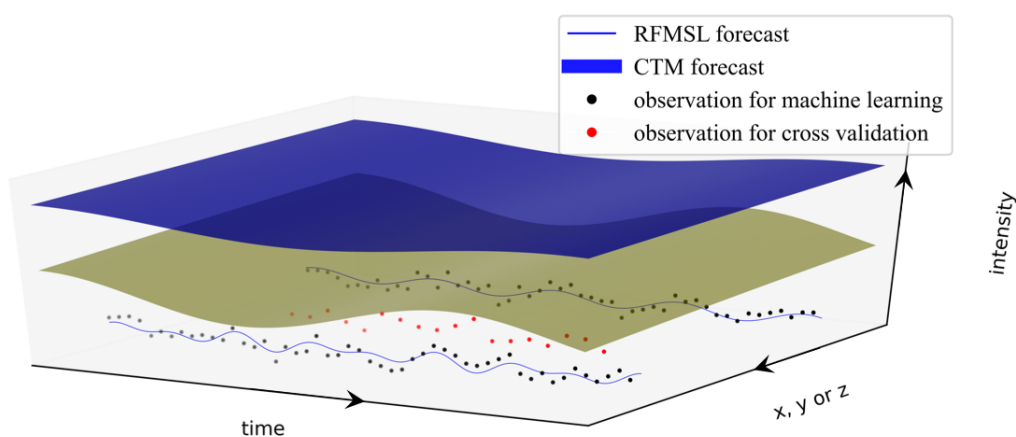 RFMSL forecast
CTM forecast
observation for machine learning
observation for cross validation
intensity
x, y or z
time